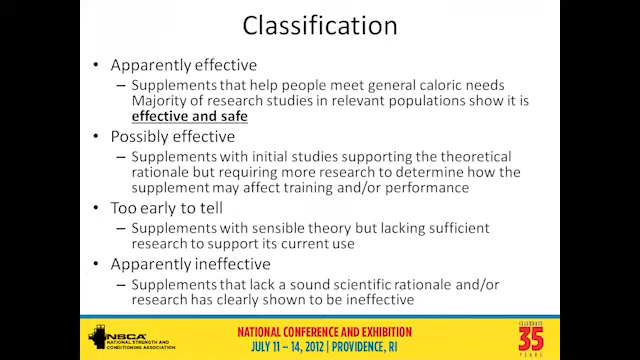 Classification
• Apparently effective
– Supplements that help people meet general caloric needs
Majority of research studies in relevant populations show it is
effective and safe
• Possibly effective
– Supplements with initial studies supporting the theoretical
rationale but requiring more research to determine how the
supplement may affect training and/or performance
• Too early to tell
– Supplements with sensible theory but lacking sufficient
research to support its current use
• Apparently ineffective
– Supplements that lack a sound scientific rationale and/or
research has clearly shown to be ineffective
NSCA
NATIONAL STRENGTH AND
CONDITIONING ASSOCIATION
NATIONAL CONFERENCE AND EXHIBITION
JULY 11 – 14, 2012 | PROVIDENCE, RI
CELEBRATE
35
YEARS